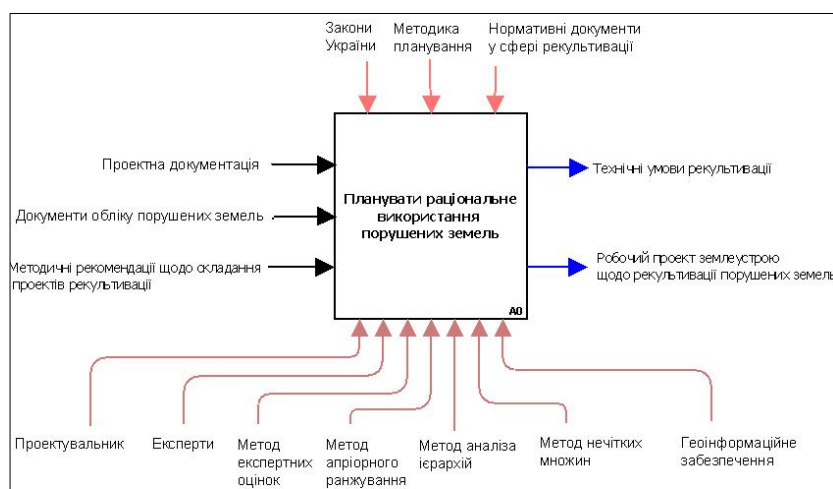 Закони
України
Методика
планування
Нормативні документи
у сфері рекультивації
Проектна документація
Документи обліку порушених земель
Методичні рекомендації щодо складання
проектів рекультивації
Планувати раціональне
використання
порушених земель
A0
Технічні умови рекультивації
Робочий проект землеустрою
щодо рекультивації порушених земель
Проектувальник
Експерти
Метод
експертних
оцінок
Метод
апріорного
ранжування
Метод аналіза
ієрархій
Метод нечітких
множин
Геоінформаційне
забезпечення